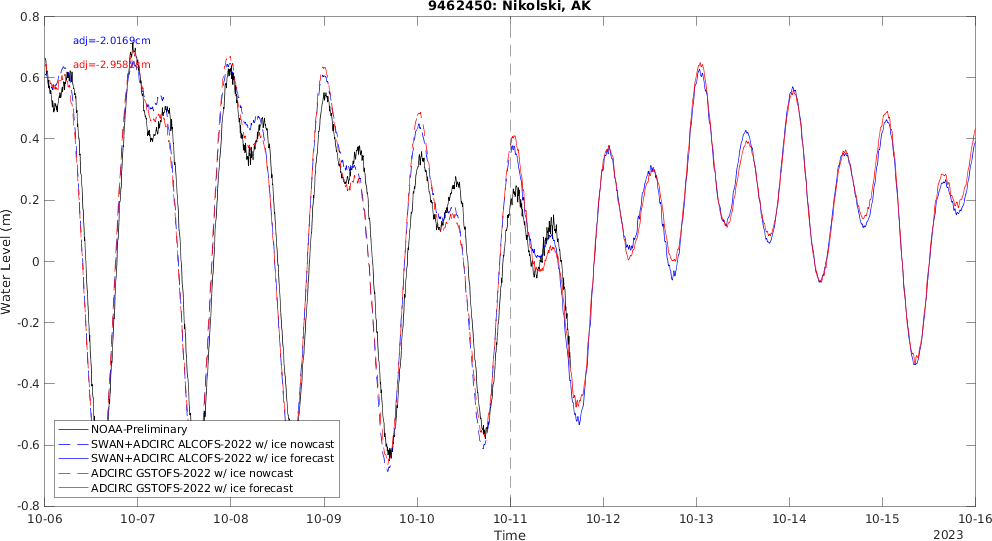 9462450: Nikolski, AK
adj=-2.0169cm
adj=-2.958 cm
Water Level (m)
0.8
0.6
0.4
0.2
0
-0.2
-0.4
-0.6
-0.8
NOAA-Preliminary
SWAN+ADCIRC ALCOFS-2022 w/ ice nowcast
SWAN+ADCIRC ALCOFS-2022 w/ ice forecast
ADCIRC GSTOFS-2022 w/ ice nowcast
ADCIRC GSTOFS-2022 w/ ice forecast
10-06 10-07 10-08 10-09 10-10 10-11 10-12 10-13 10-14 10-15 10-16
Time
2023